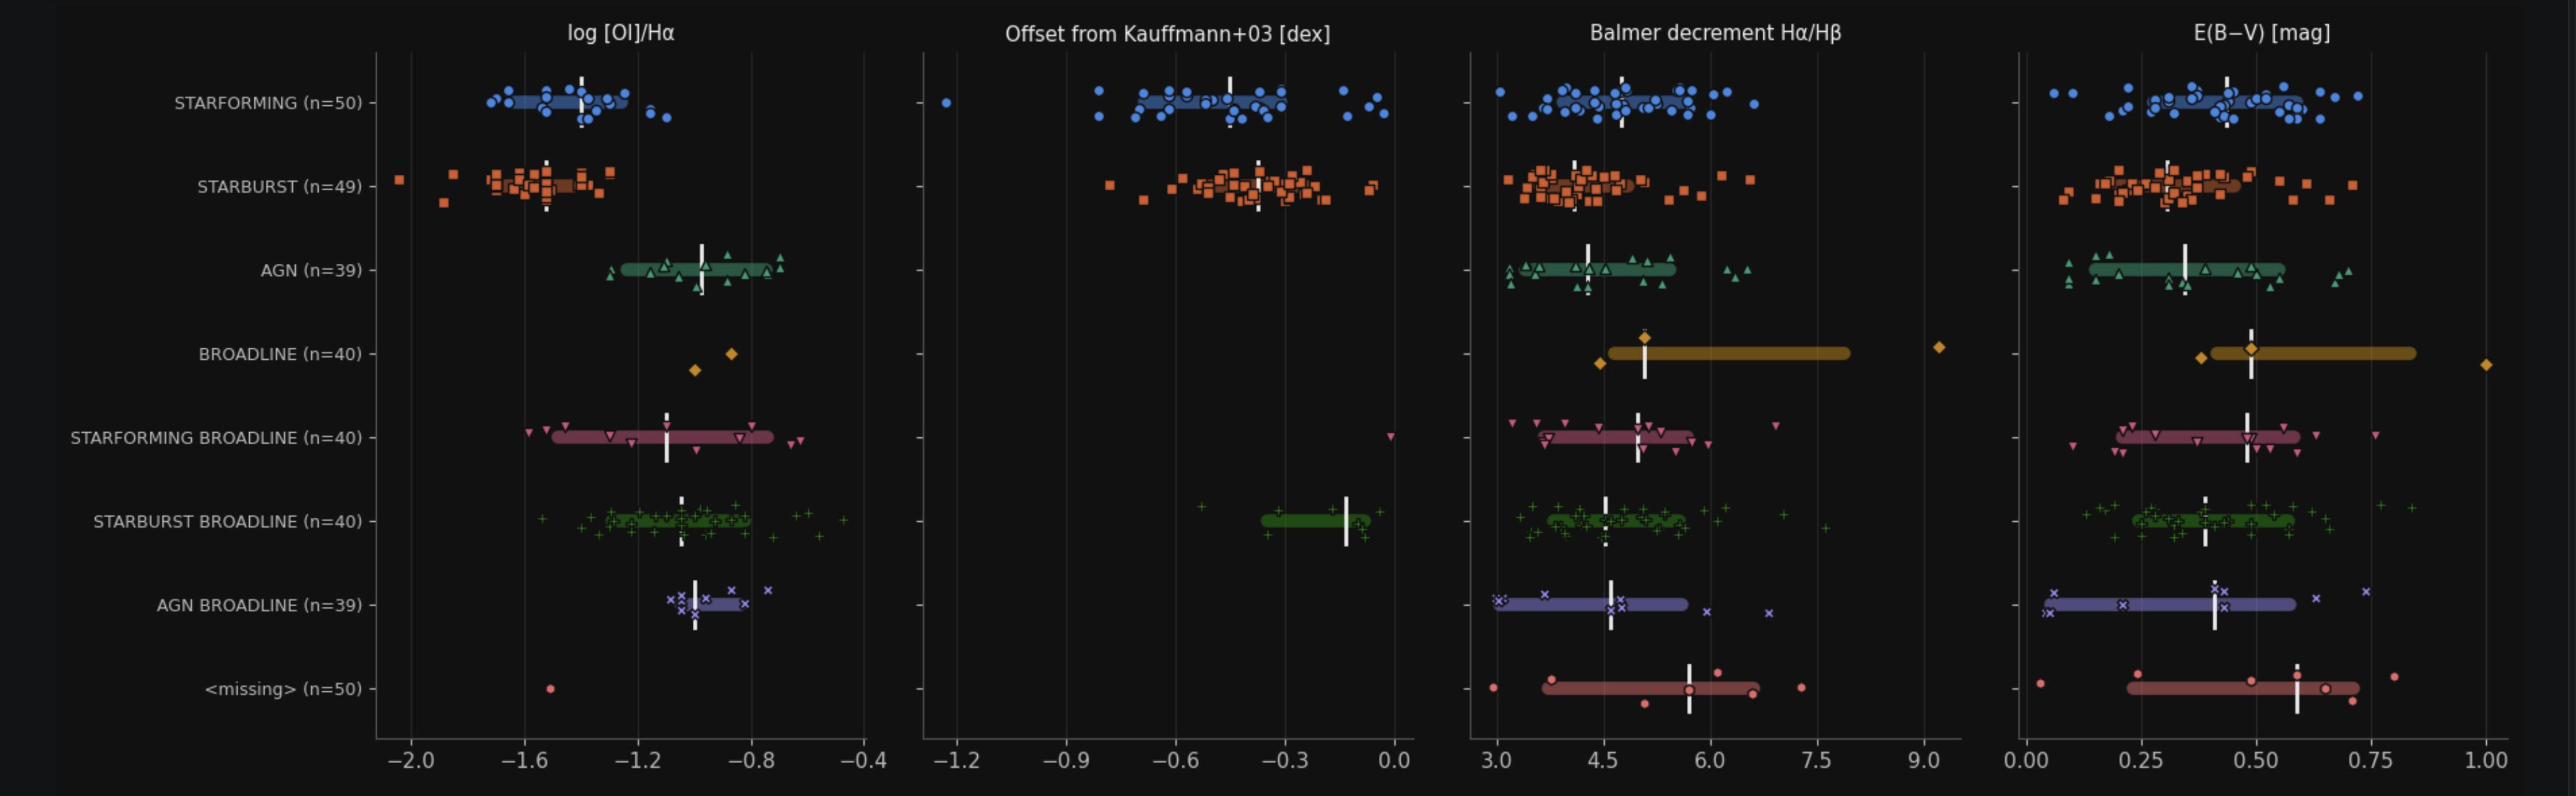 log [OI]/Hα
Offset from Kauffmann+03 [dex]
Balmer decrement Hα/Hβ
E(B−V) [mag]
STARFORMING (n=50)
STARBURST (n=49)
AGN (n=39)
BROADLINE (n=40)
STARFORMING BROADLINE (n=40)
STARBURST BROADLINE (n=40)
AGN BROADLINE (n=39)
<missing> (n=50)
−2.0 −1.6 −1.2 −0.8 −0.4
−1.2 −0.9 −0.6 −0.3 0.0
3.0 4.5 6.0 7.5 9.0
0.00 0.25 0.50 0.75 1.00